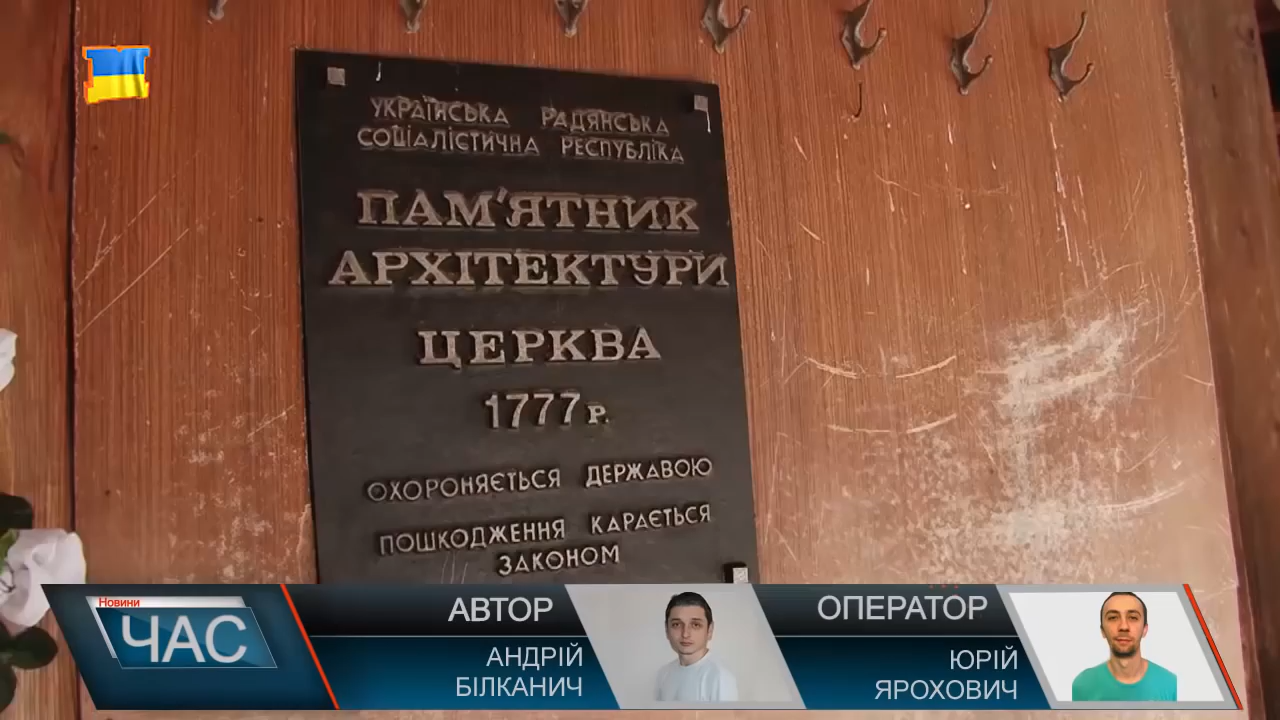 УКРАЇНСЬКА РАДЯНСЬКА
СОЦІАЛІСТИЧНА РЕСПУБЛІКА
ПАМ'ЯТНИК
АРХІТЕКТУРИ
ЦЕРКВА
1777 р.
ОХОРОНЯЄТЬСЯ ДЕРЖАВОЮ
ПОШКОДЖЕННЯ КАРАЄТЬСЯ
ЗАКОНОМ
Новини
ЧАС
АВТОР
АНДРІЙ
БІЛКАНИЧ
ОПЕРАТОР
ЮРІЙ
ЯРОХОВИЧ